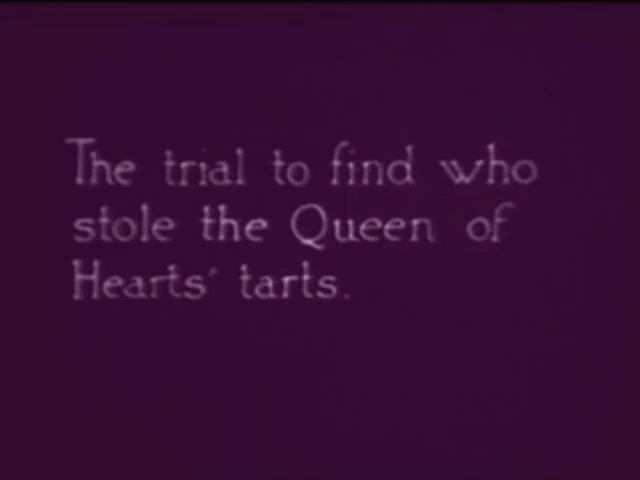 The trial to find who
stole the Queen of
Hearts' tarts.